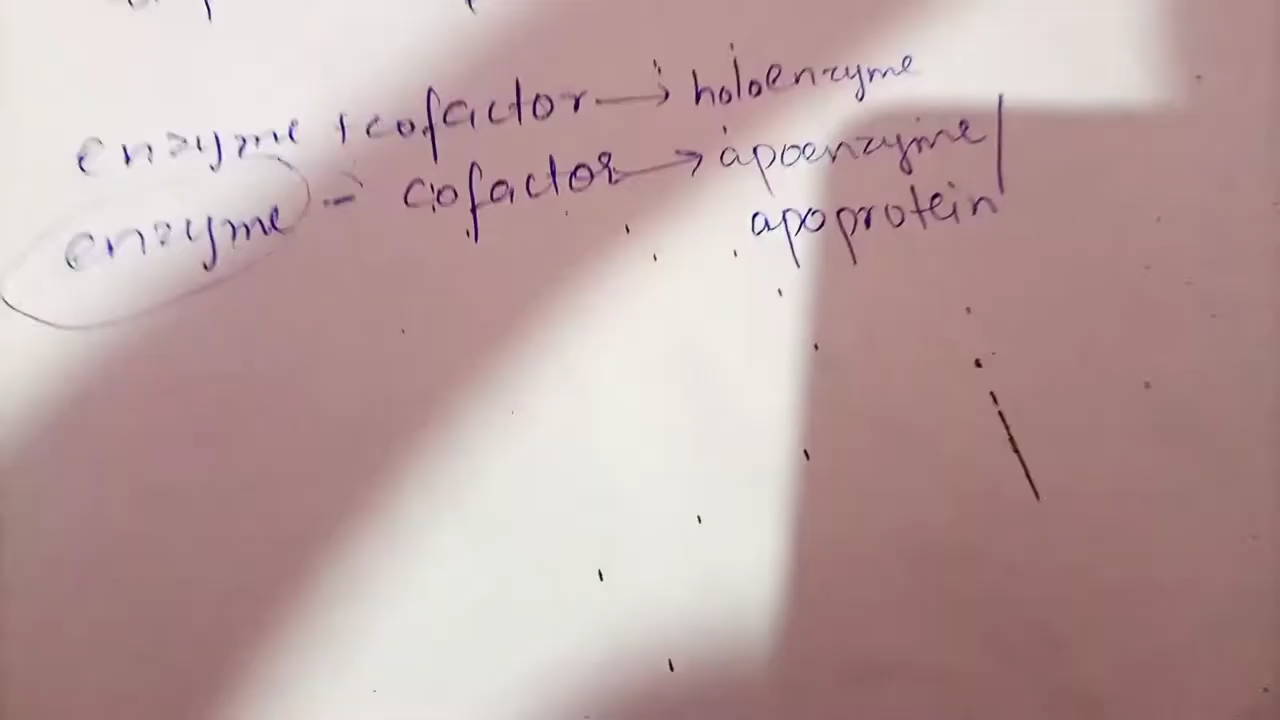 enzyme + cofactor → holoenzyme
enzyme - cofactor → apoenzyme/
apoprotein